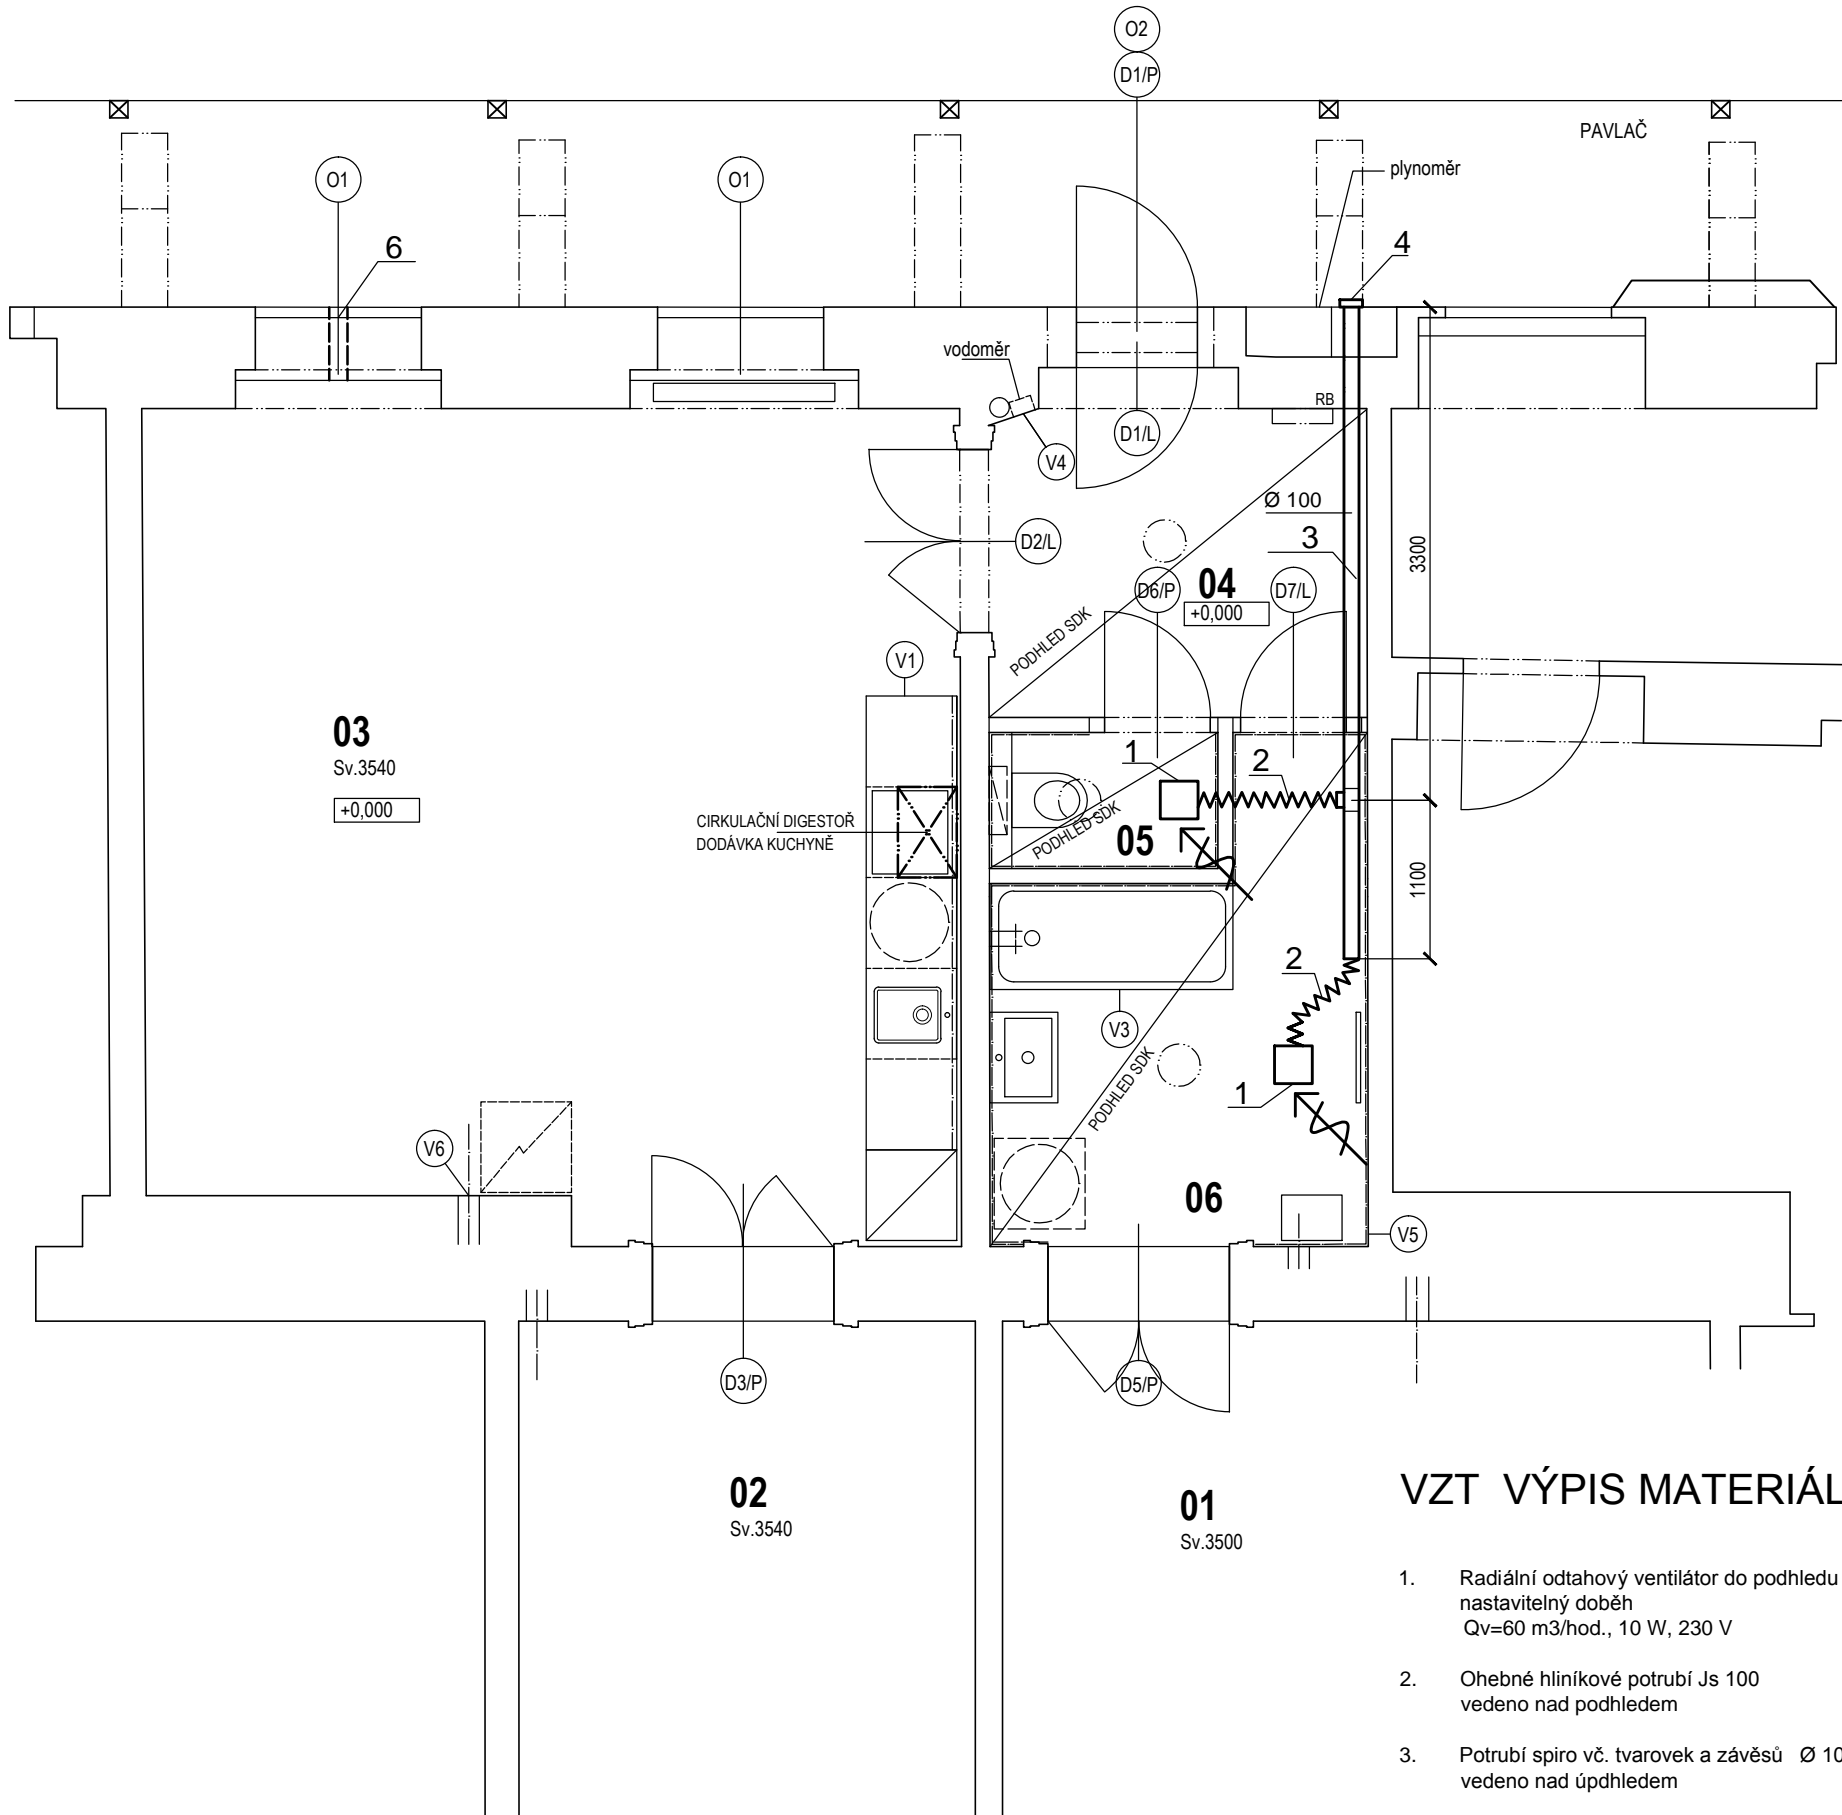 O2
D1/P
PAVLAČ
plynoměr
O1
O1
6
4
vodoměr
RB
D1/L
V4
Ø 100
D2/L
3
3300
D6/P
04
D7/L
+0,000
PODHLED SDK
V1
03
Sv.3540
+0,000
1
2
CIRKULAČNÍ DIGESTOŘ
DODÁVKA KUCHYNĚ
PODHLED SDK
05
1100
2
V3
PODHLED SDK
1
V6
06
V5
D3/P
D5/P
02
Sv.3540
01
Sv.3500
VZT VÝPIS MATERIÁL
1. Radiální odtahový ventilátor do podhledu
nastavitelný doběh
Qv=60 m3/hod., 10 W, 230 V
2. Ohebné hliníkové potrubí Js 100
vedeno nad podhledem
3. Potrubí spiro vč. tvarovek a závěsů Ø 10
vedeno nad úpdhledem